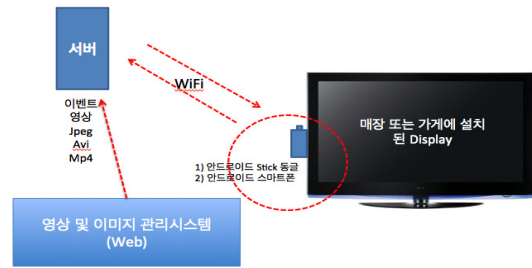 서버
WiFi
이벤트
영상
Jpeg
Avi
Mp4
매장 또는 가게에 설치
된 Display
1) 안드로이드 Stick 동글
2) 안드로이드 스마트폰
영상 및 이미지 관리시스템
(Web)